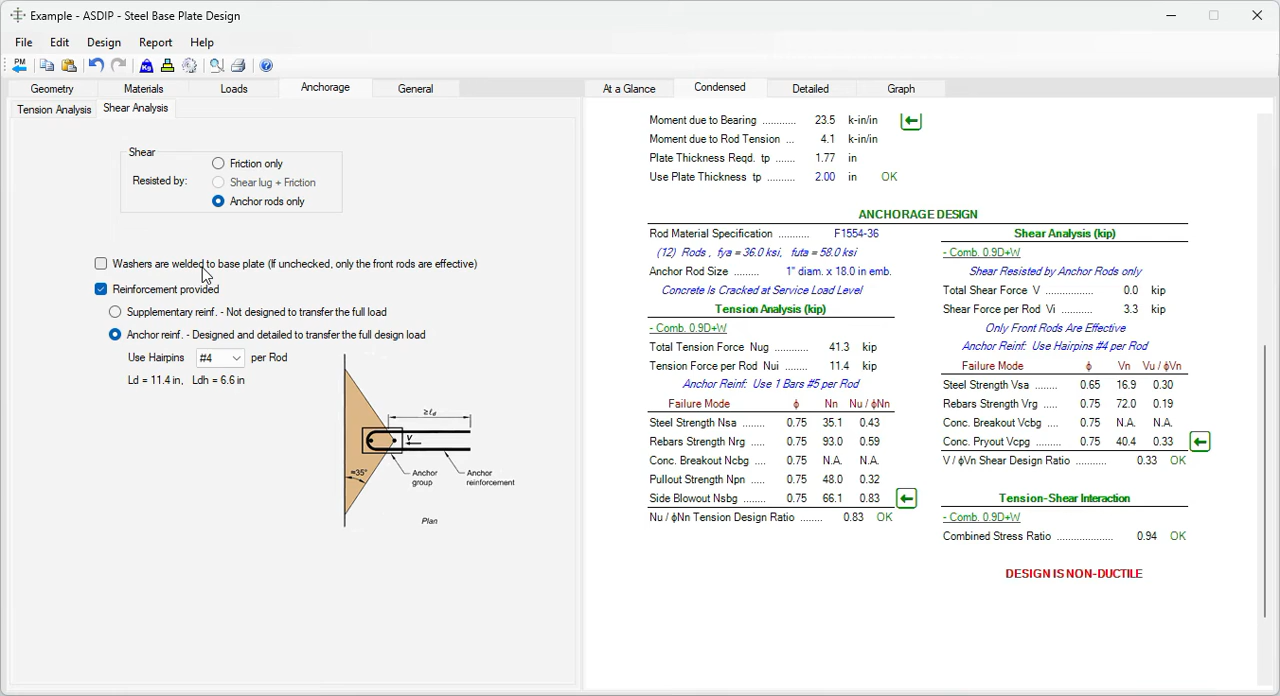 Example - ASDIP - Steel Base Plate Design
File Edit Design Report Help
PM Kg
Geometry Materials Loads Anchorage General
Tension Analysis Shear Analysis
Shear
Resisted by:
Friction only
Shear lug + Friction
Anchor rods only
Washers are welded to base plate (If unchecked, only the front rods are effective)
Reinforcement provided
Supplementary reinf. - Not designed to transfer the full load
Anchor reinf. - Designed and detailed to transfer the full design load
Use Hairpins #4 per Rod
Ld = 11.4 in, Ldh = 6.6 in
≥ℓd
V
≈35°
Anchor group
Anchor reinforcement
Plan
At a Glance Condensed Detailed Graph
Moment due to Bearing ............ 23.5 k-in/in
Moment due to Rod Tension ... 4.1 k-in/in
Plate Thickness Reqd. tp ....... 1.77 in
Use Plate Thickness tp .......... 2.00 in OK
ANCHORAGE DESIGN
Rod Material Specification ........... F1554-36
(12) Rods , fya = 36.0 ksi, futa = 58.0 ksi
Anchor Rod Size ......... 1" diam. x 18.0 in emb.
Concrete Is Cracked at Service Load Level
Tension Analysis (kip)
- Comb. 0.9D+W
Total Tension Force Nug ............ 41.3 kip
Tension Force per Rod Nui ........ 11.4 kip
Anchor Reinf: Use 1 Bars #5 per Rod
Failure Mode ϕ Nn Nu / ϕNn
Steel Strength Nsa ........ 0.75 35.1 0.43
Rebars Strength Nrg ..... 0.75 93.0 0.59
Conc. Breakout Ncbg .... 0.75 N.A. N.A.
Pullout Strength Npn ..... 0.75 48.0 0.32
Side Blowout Nsbg ........ 0.75 66.1 0.83
Nu / ϕNn Tension Design Ratio ........ 0.83 OK
Shear Analysis (kip)
- Comb. 0.9D+W
Shear Resisted by Anchor Rods only
Total Shear Force V ................. 0.0 kip
Shear Force per Rod Vi ........... 3.3 kip
Only Front Rods Are Effective
Anchor Reinf: Use Hairpins #4 per Rod
Failure Mode ϕ Vn Vu / ϕVn
Steel Strength Vsa ........ 0.65 16.9 0.30
Rebars Strength Vrg ..... 0.75 72.0 0.19
Conc. Breakout Vcbg .... 0.75 N.A. N.A.
Conc. Pryout Vcpg ......... 0.75 40.4 0.33
V / ϕVn Shear Design Ratio ........... 0.33 OK
Tension-Shear Interaction
- Comb. 0.9D+W
Combined Stress Ratio .................... 0.94 OK
DESIGN IS NON-DUCTILE